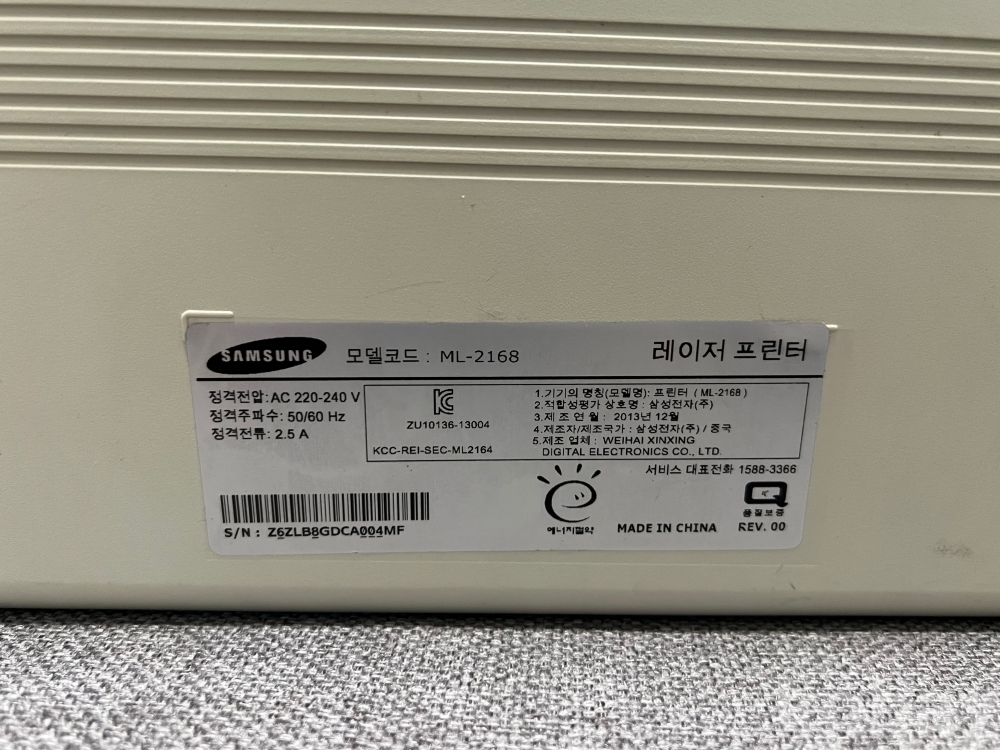 SAMSUNG 모델코드 : ML-2168 레이저 프린터
정격전압:AC 220-240 V
정격주파수: 50/60 Hz
정격전류: 2.5 A
ZU10136-13004
KCC-REI-SEC-ML2164
1.기기의 명칭(모델명): 프린터 ( ML-2168 )
2.적합성평가 상호명 : 삼성전자(주)
3.제 조 연 월 : 2013년 12월
4.제조자/제조국가 : 삼성전자(주) / 중국
5.제조 업체 : WEIHAI XINXING
DIGITAL ELECTRONICS CO., LTD.
서비스 대표전화 1588-3366
S/N : Z6ZLB8GDCA004MF
에너지절약
MADE IN CHINA
품질보증
REV. 00